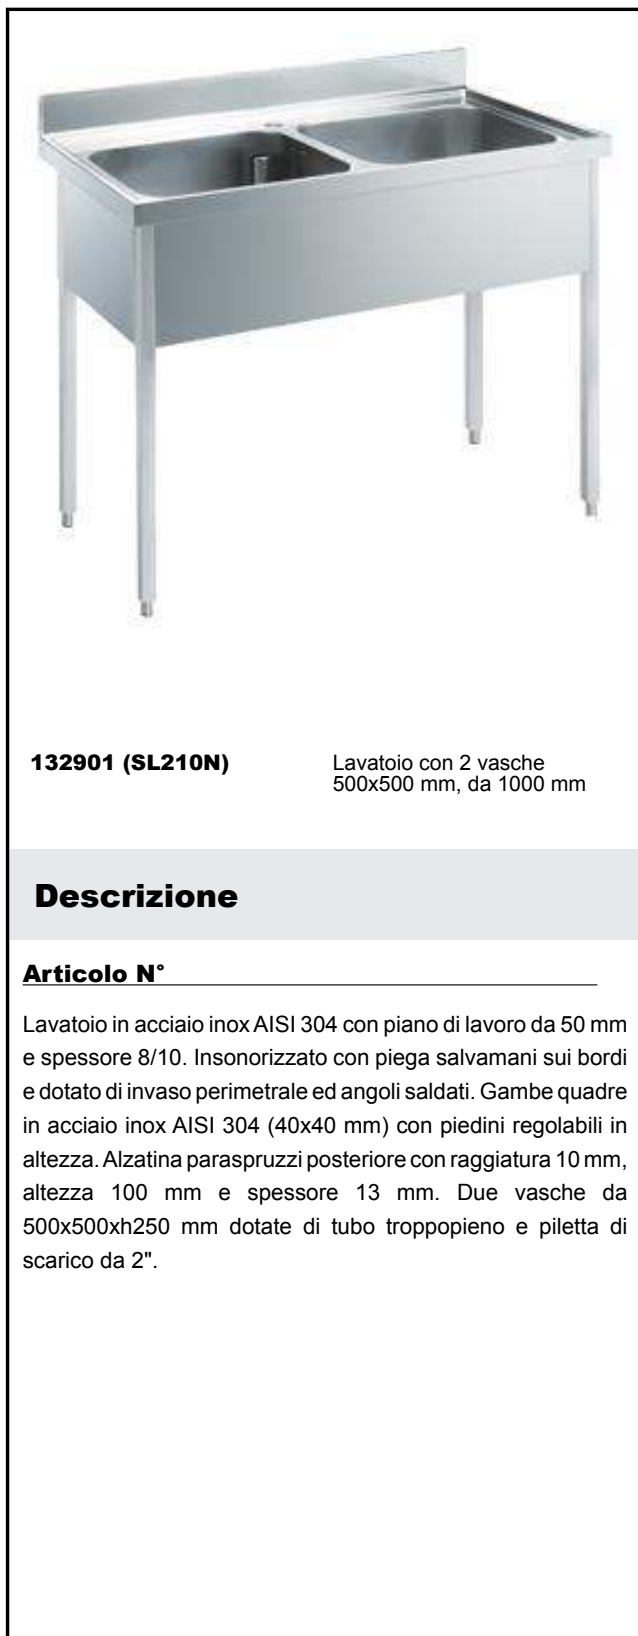 132901 (SL210N)
Lavatoio con 2 vasche
500x500 mm, da 1000 mm
Descrizione
Articolo N°
Lavatoio in acciaio inox AISI 304 con piano di lavoro da 50 mm
e spessore 8/10. Insonorizzato con piega salvamani sui bordi
e dotato di invaso perimetrale ed angoli saldati. Gambe quadre
in acciaio inox AISI 304 (40x40 mm) con piedini regolabili in
altezza. Alzatina paraspruzzi posteriore con raggiatura 10 mm,
altezza 100 mm e spessore 13 mm. Due vasche da
500x500xh250 mm dotate di tubo troppopieno e piletta di
scarico da 2".